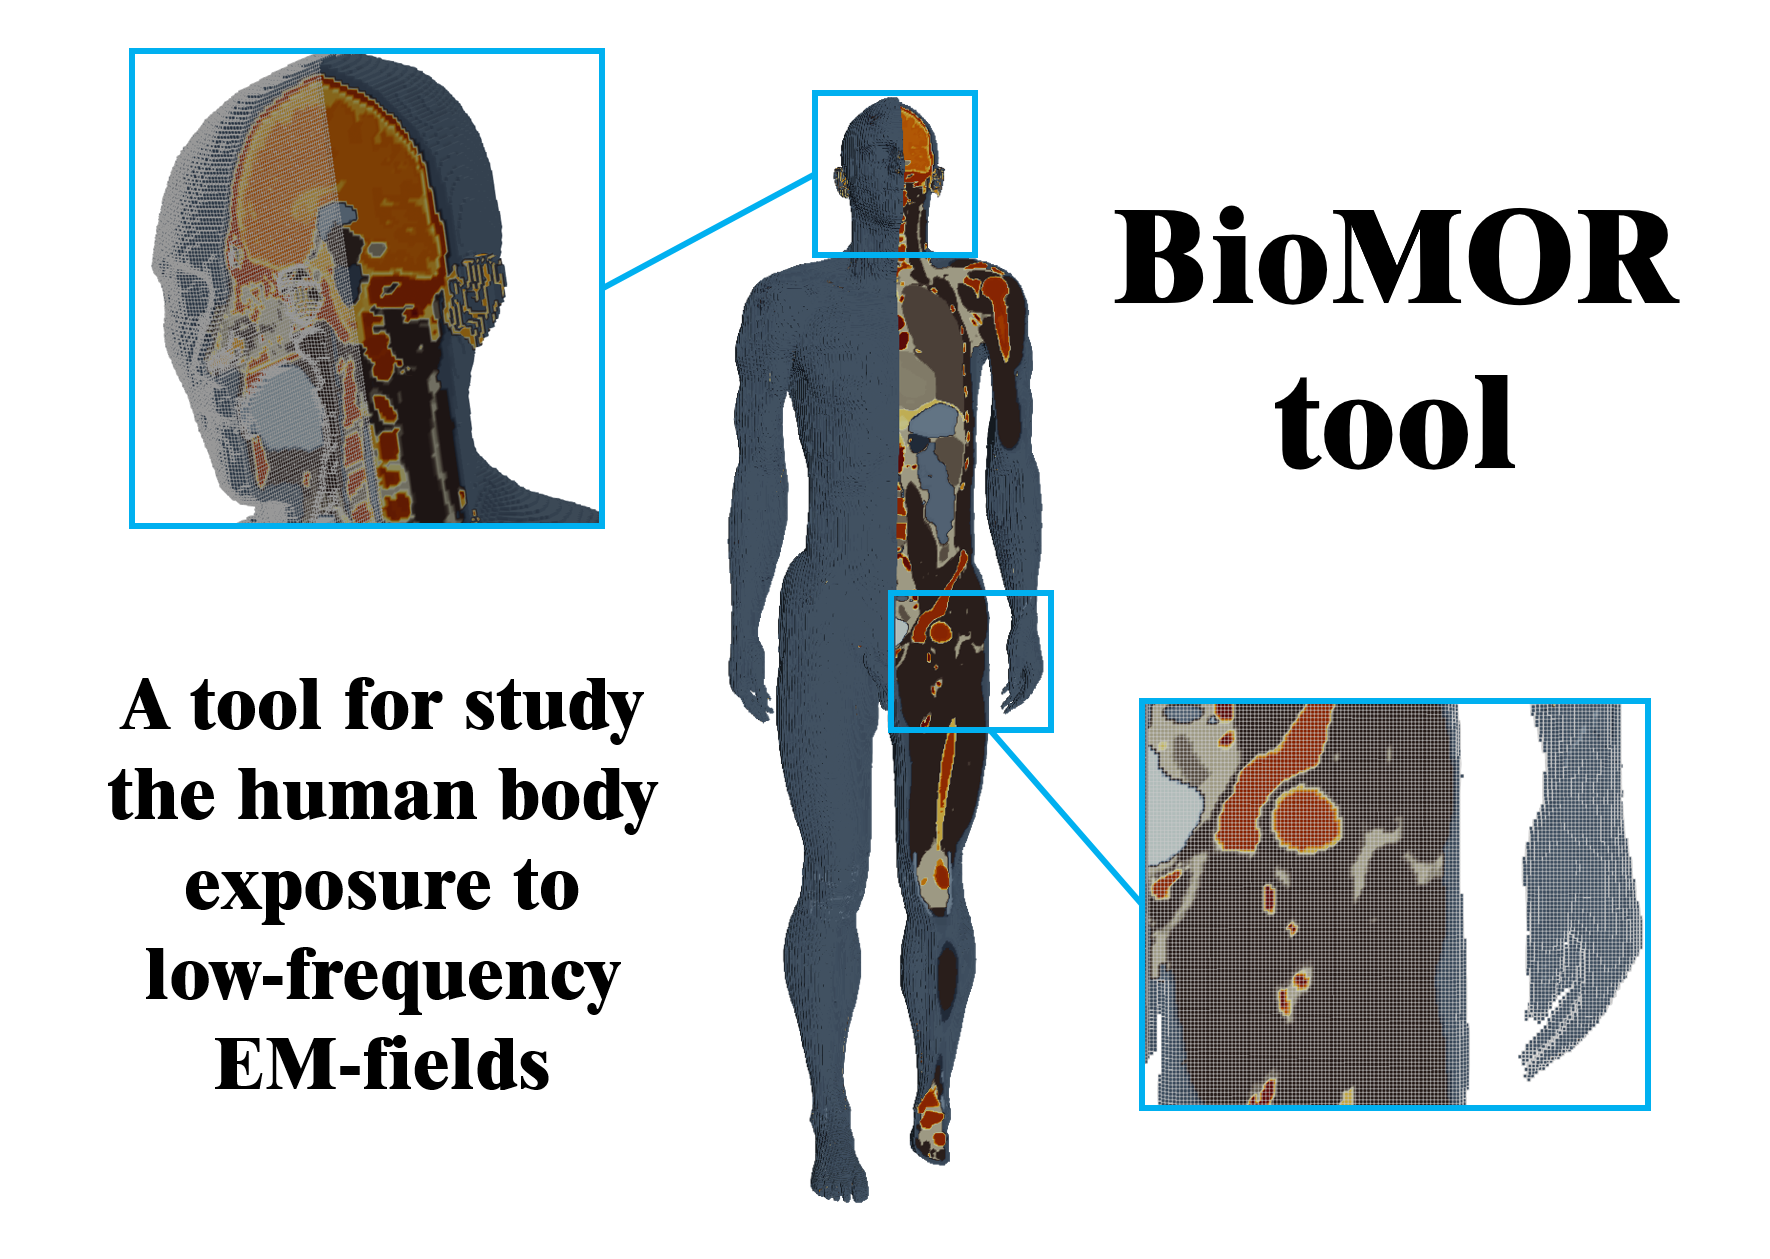 BioMOR
tool
A tool for study
the human body
exposure to
low-frequency
EM-fields